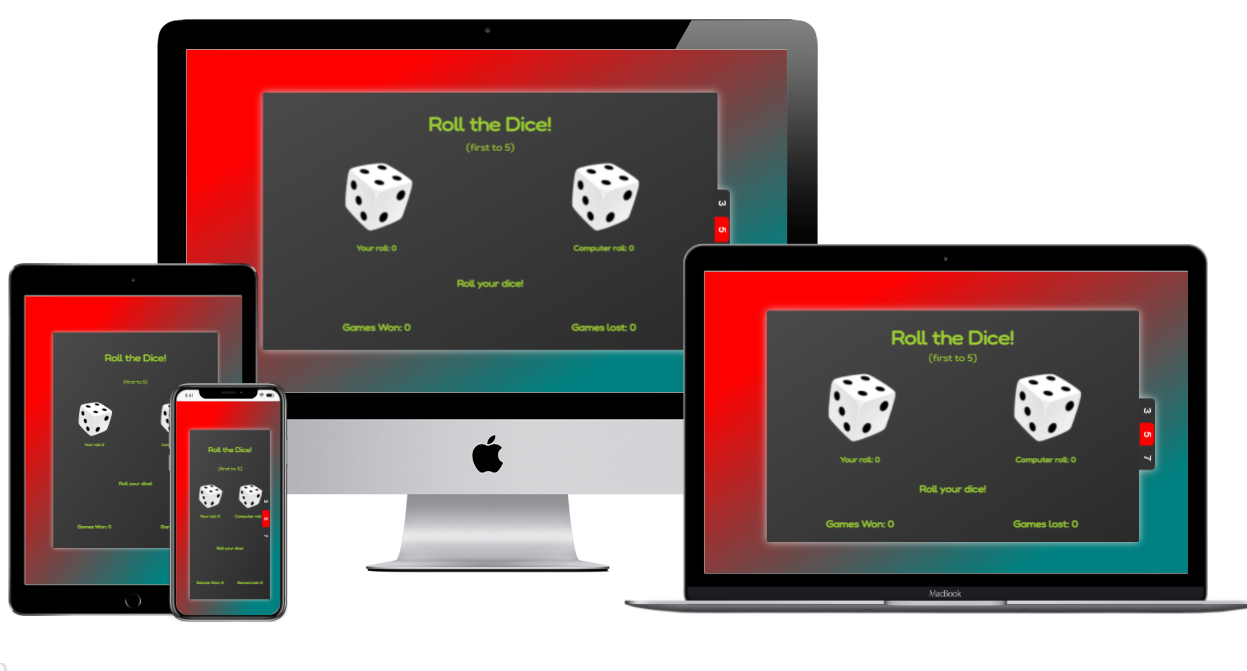 Roll the Dice!
(first to 5)
Your roll: 0
Computer roll: 0
Roll your dice!
Games Won: 0
Games lost: 0
3
5
Roll the Dice!
(first to 5)
Your roll: 0
Computer roll: 0
Roll your dice!
Games Won: 0
Games lost: 0
3
5
7
MacBook
Roll the Dice!
(first to 5)
Your roll: 0
Co
Roll your dice!
Games Won: 0
Ga
9:41
Roll the Dice!
(first to 5)
Your roll: 0
Computer roll
Roll your dice!
Games Won: 0
Games lost: 0
3
5
7